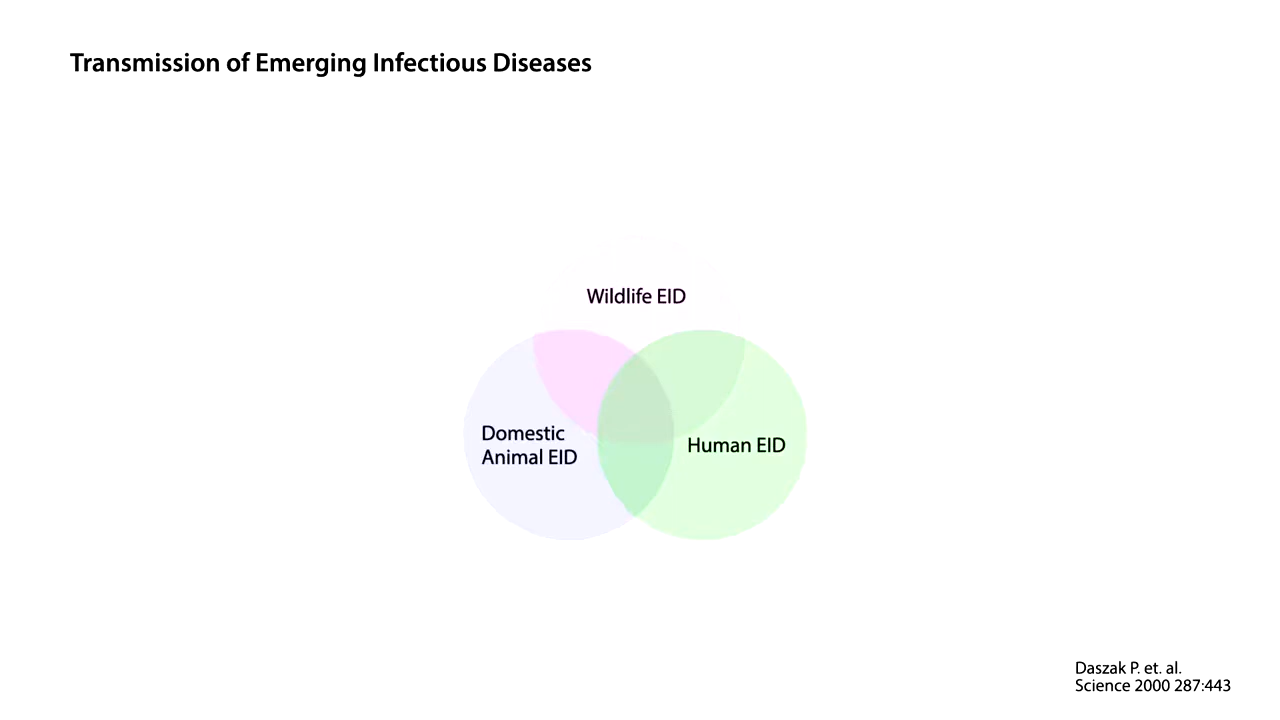 Transmission of Emerging Infectious Diseases
Wildlife EID
Domestic
Animal EID
Human EID
Daszak P. et. al.
Science 2000 287:443